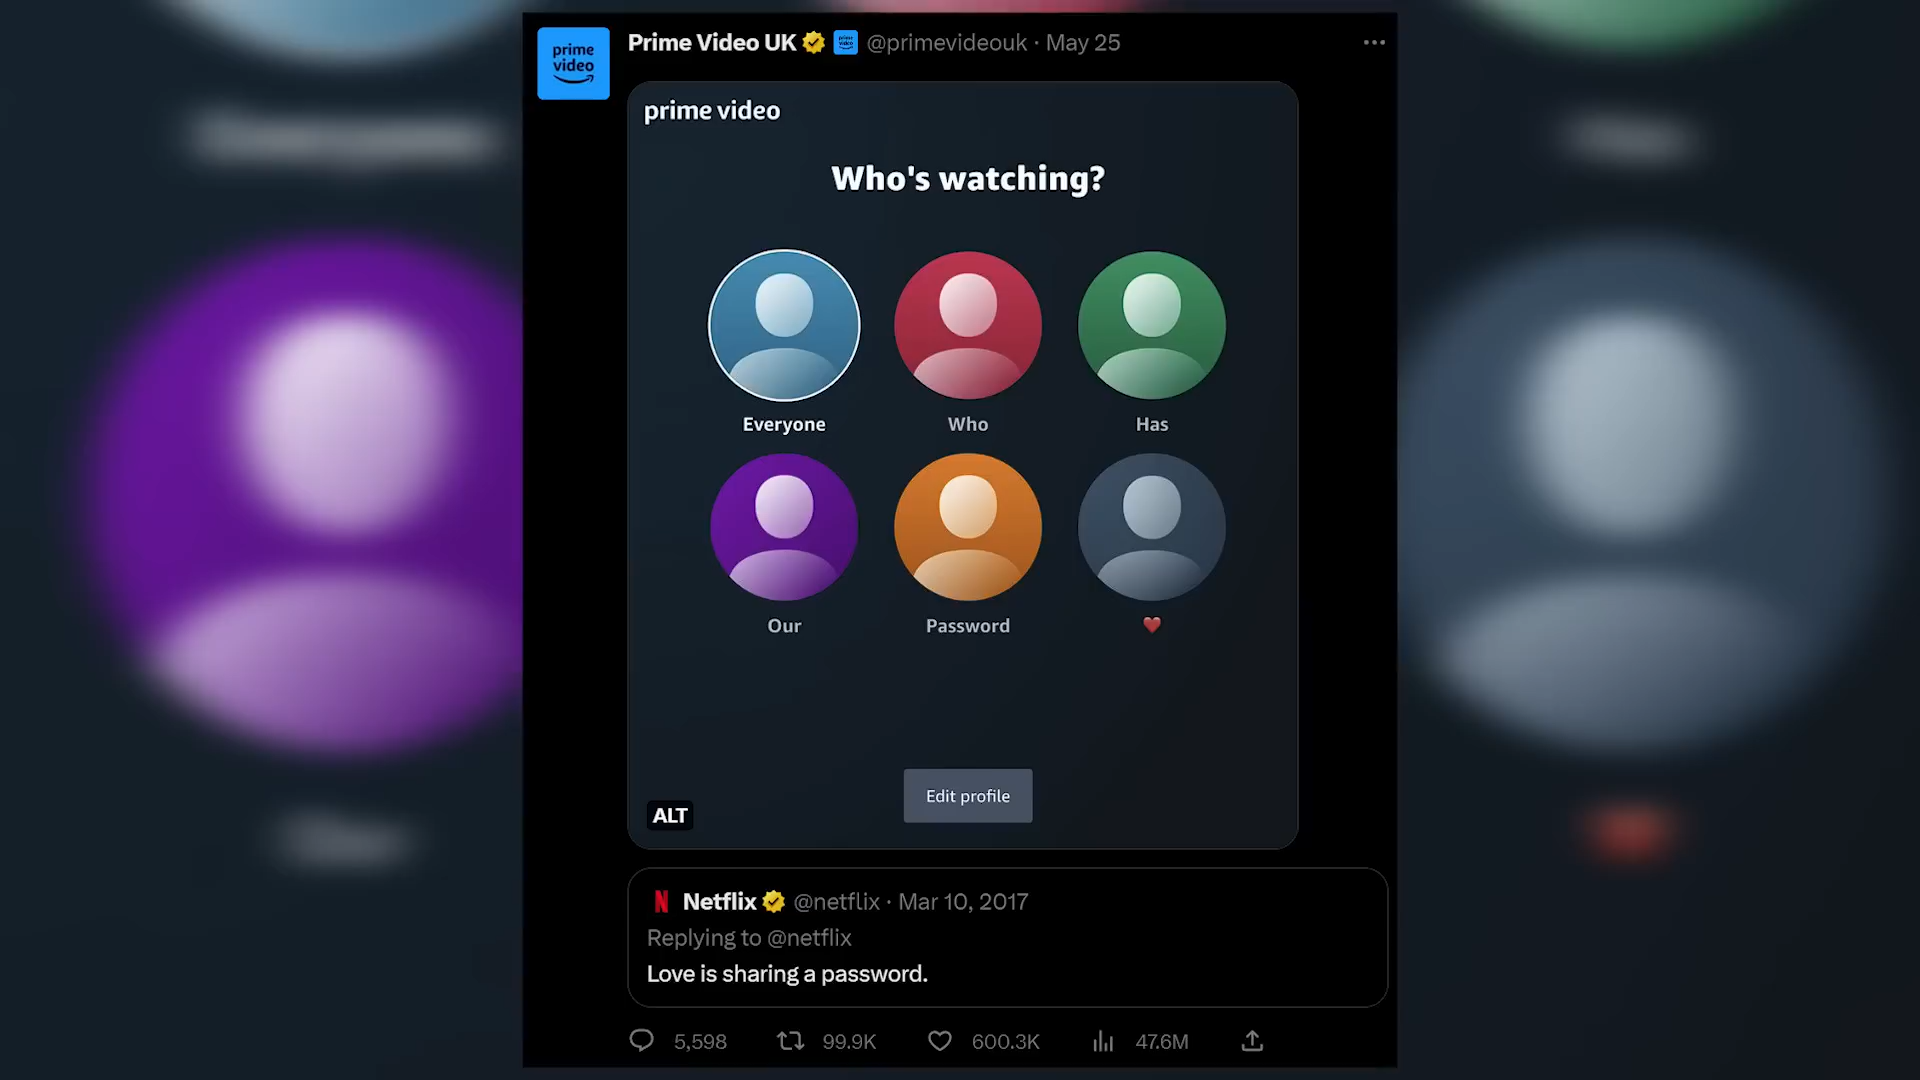 prime video
Prime Video UK prime video @primevideouk · May 25
prime video
Who's watching?
Everyone Who Has
Our Password ❤️
Edit profile
ALT
N Netflix @netflix · Mar 10, 2017
Replying to @netflix
Love is sharing a password.
5,598 99.9K 600.3K 47.6M